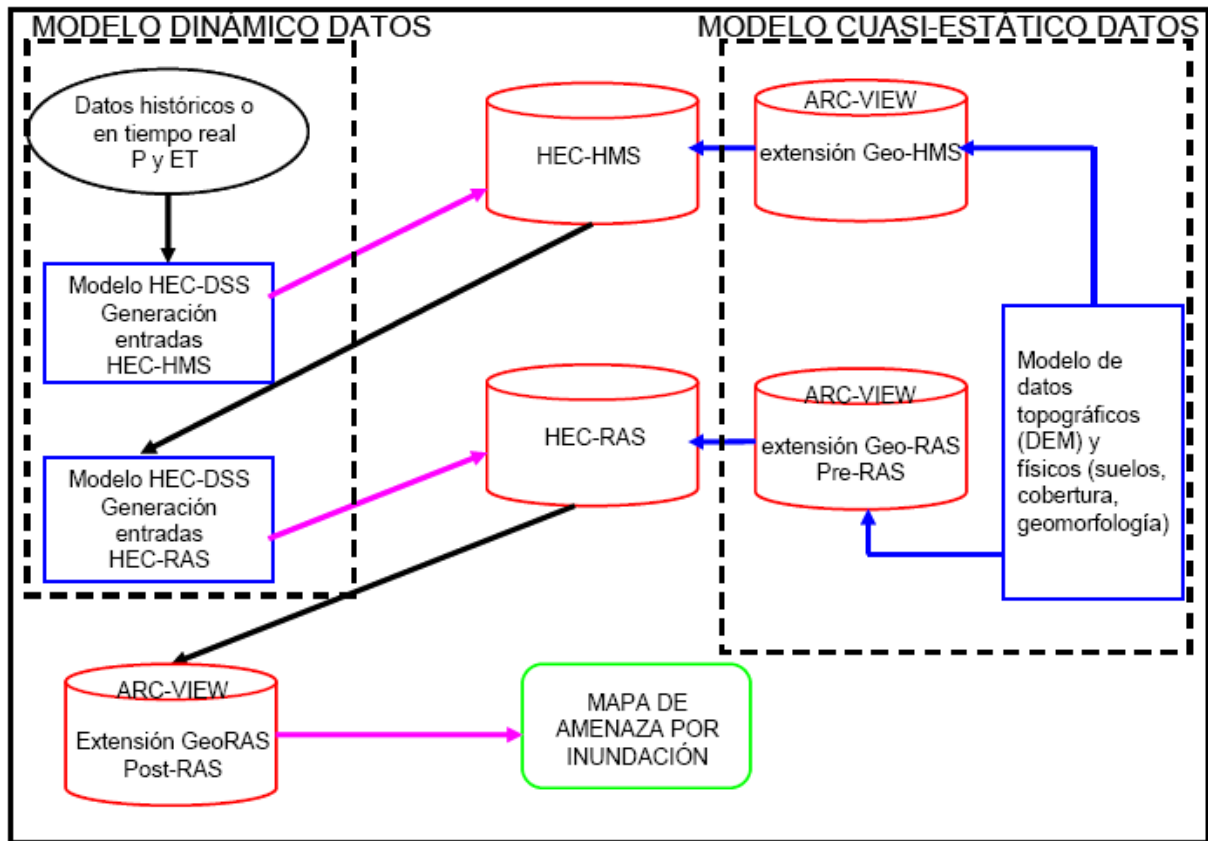 MODELO DINÁMICO DATOS
MODELO CUASI-ESTÁTICO DATOS
Datos históricos o
en tiempo real
P y ET
HEC-HMS
ARC-VIEW
extensión Geo-HMS
Modelo HEC-DSS
Generación
entradas
HEC-HMS
Modelo de
datos
topográficos
(DEM) y
físicos (suelos,
cobertura,
geomorfología)
HEC-RAS
ARC-VIEW
extensión Geo-RAS
Pre-RAS
Modelo HEC-DSS
Generación
entradas
HEC-RAS
ARC-VIEW
Extensión GeoRAS
Post-RAS
MAPA DE
AMENAZA POR
INUNDACIÓN